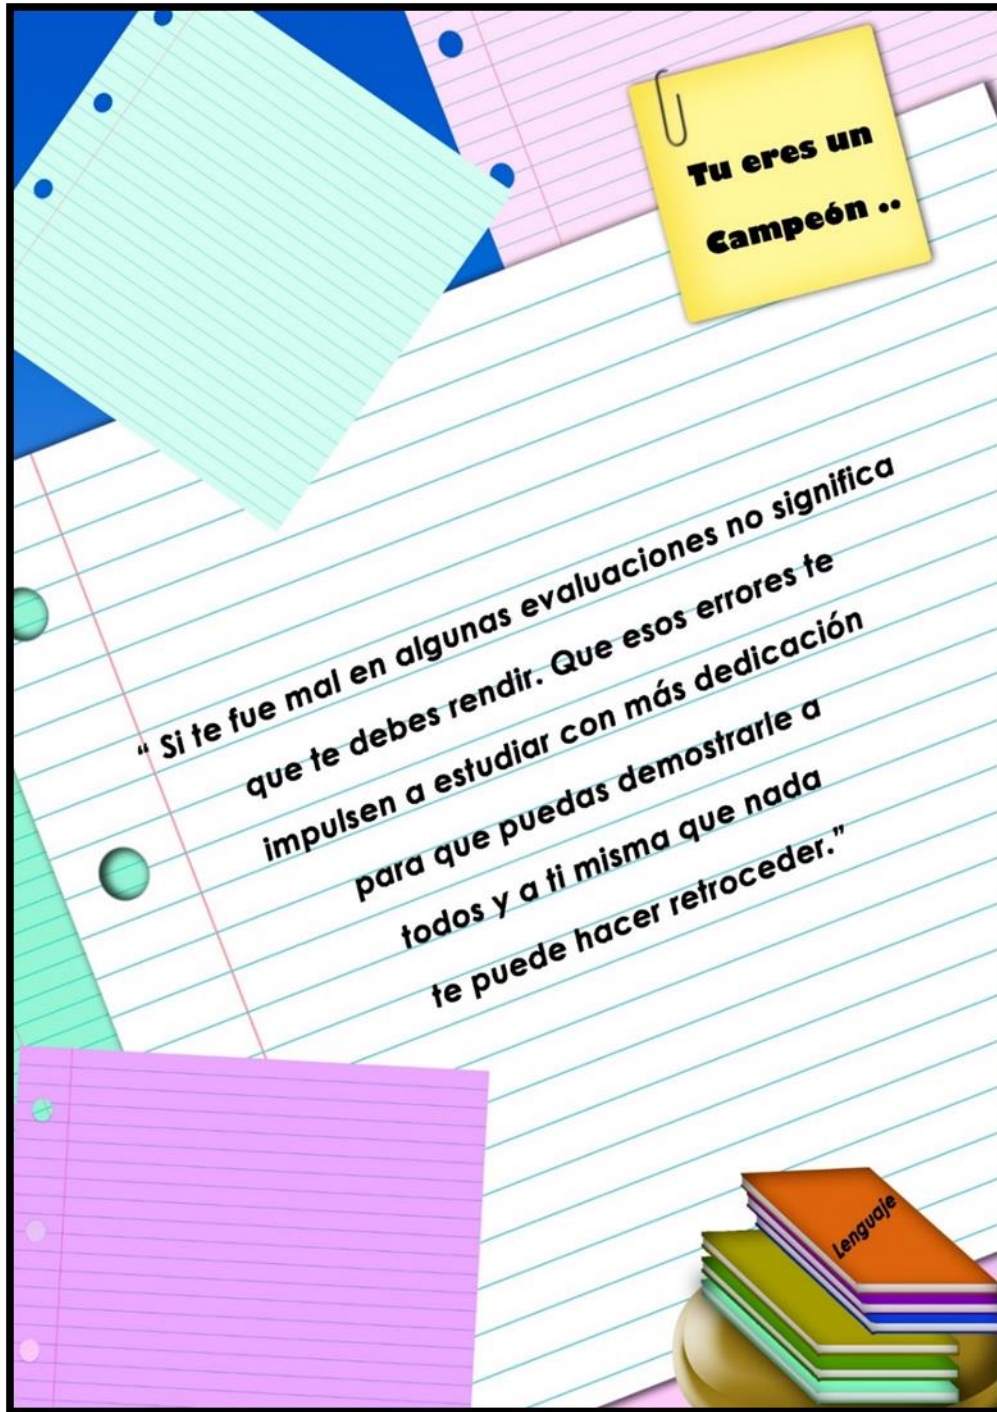 Tu eres un
Campeón ..
“ Si te fue mal en algunas evaluaciones no significa
que te debes rendir. Que esos errores te
impulsen a estudiar con más dedicación
para que puedas demostrarle a
todos y a ti misma que nada
te puede hacer retroceder.”
Lenguaje